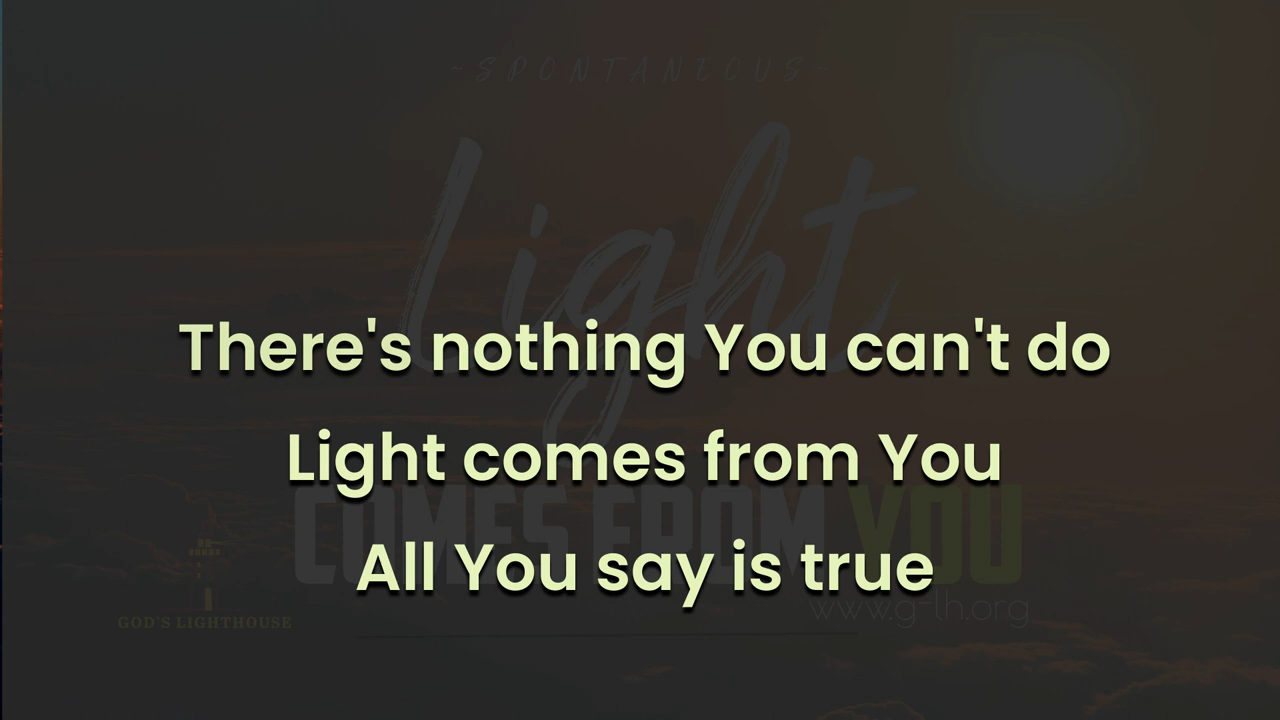 -SPONTANEOUS-
Light
There's nothing You can't do
Light comes from You
COMES FROM YOU
All You say is true
www.g-lh.org
GOD'S LIGHTHOUSE